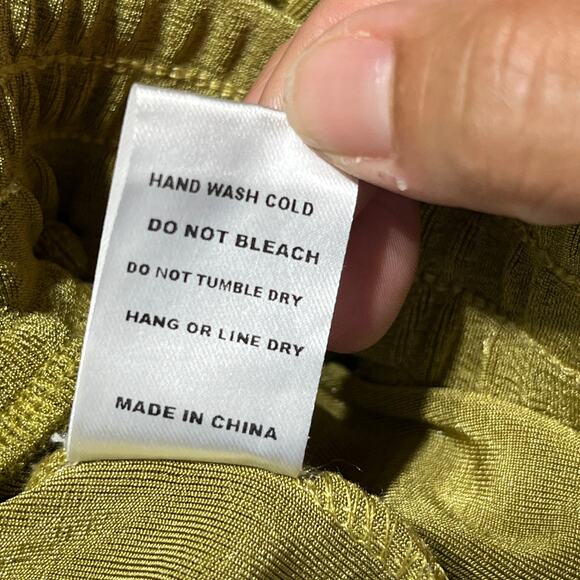 HAND WASH COLD
DO NOT BLEACH
DO NOT TUMBLE DRY
HANG OR LINE DRY
MADE IN CHINA